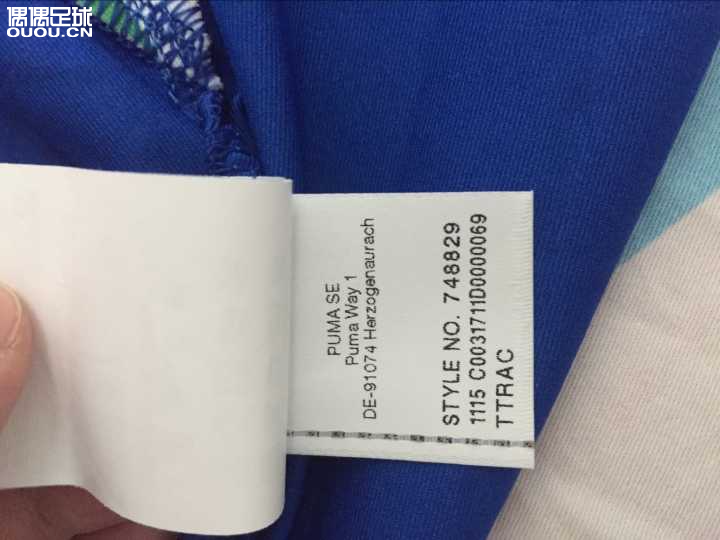 偶偶足球
OUOU.CN
PUMA SE
Puma Way 1
DE-91074 Herzogenaurach
STYLE NO. 748829
1115 C0031711D0000069
TTRAC